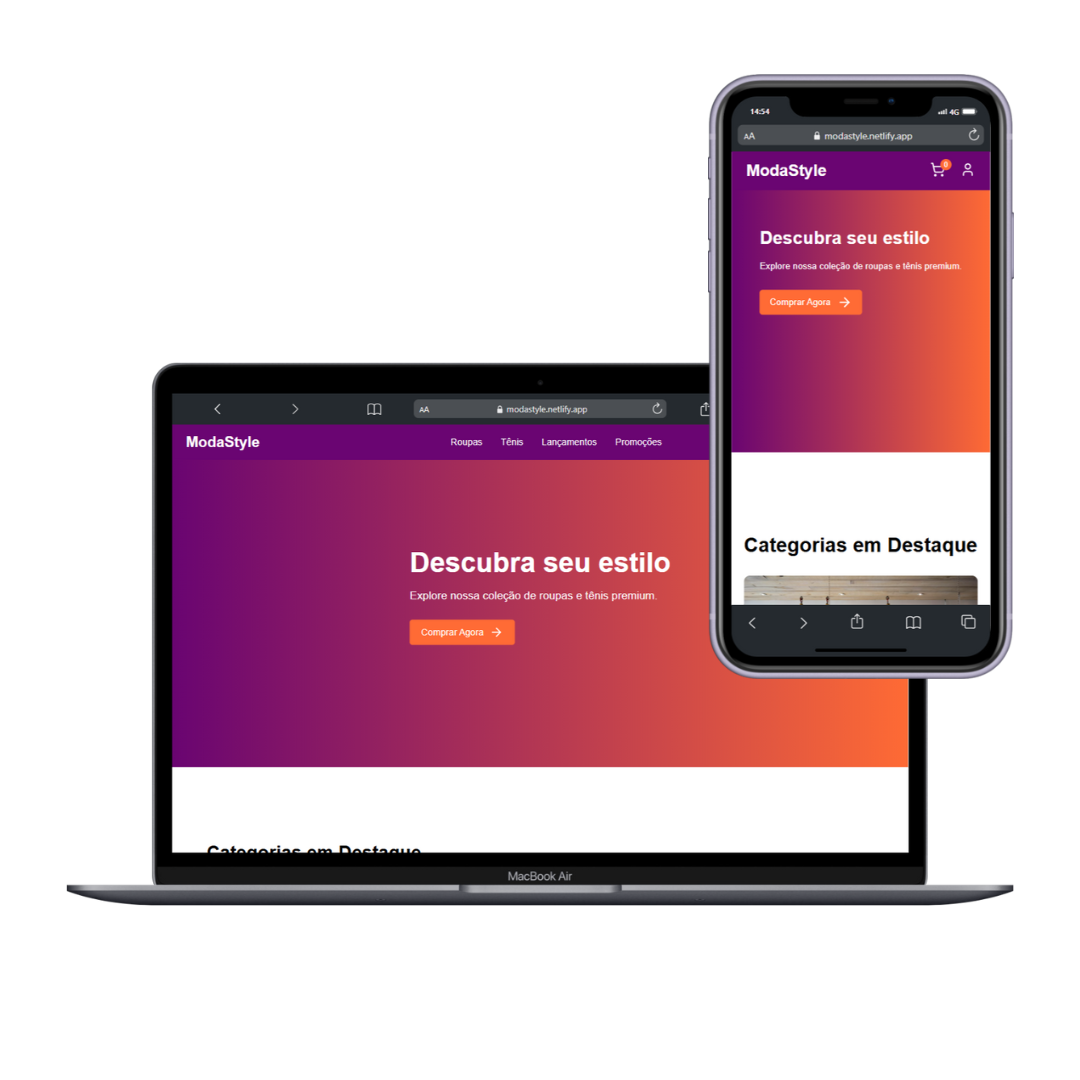 14:54
4G
AA
modastyle.netlify.app
ModaStyle
0
Descubra seu estilo
Explore nossa coleção de roupas e tênis premium.
Comprar Agora
Categorias em Destaque
AA
modastyle.netlify.app
ModaStyle
Roupas
Tênis
Lançamentos
Promoções
Descubra seu estilo
Explore nossa coleção de roupas e tênis premium.
Comprar Agora
Categorias em Destaque
MacBook Air